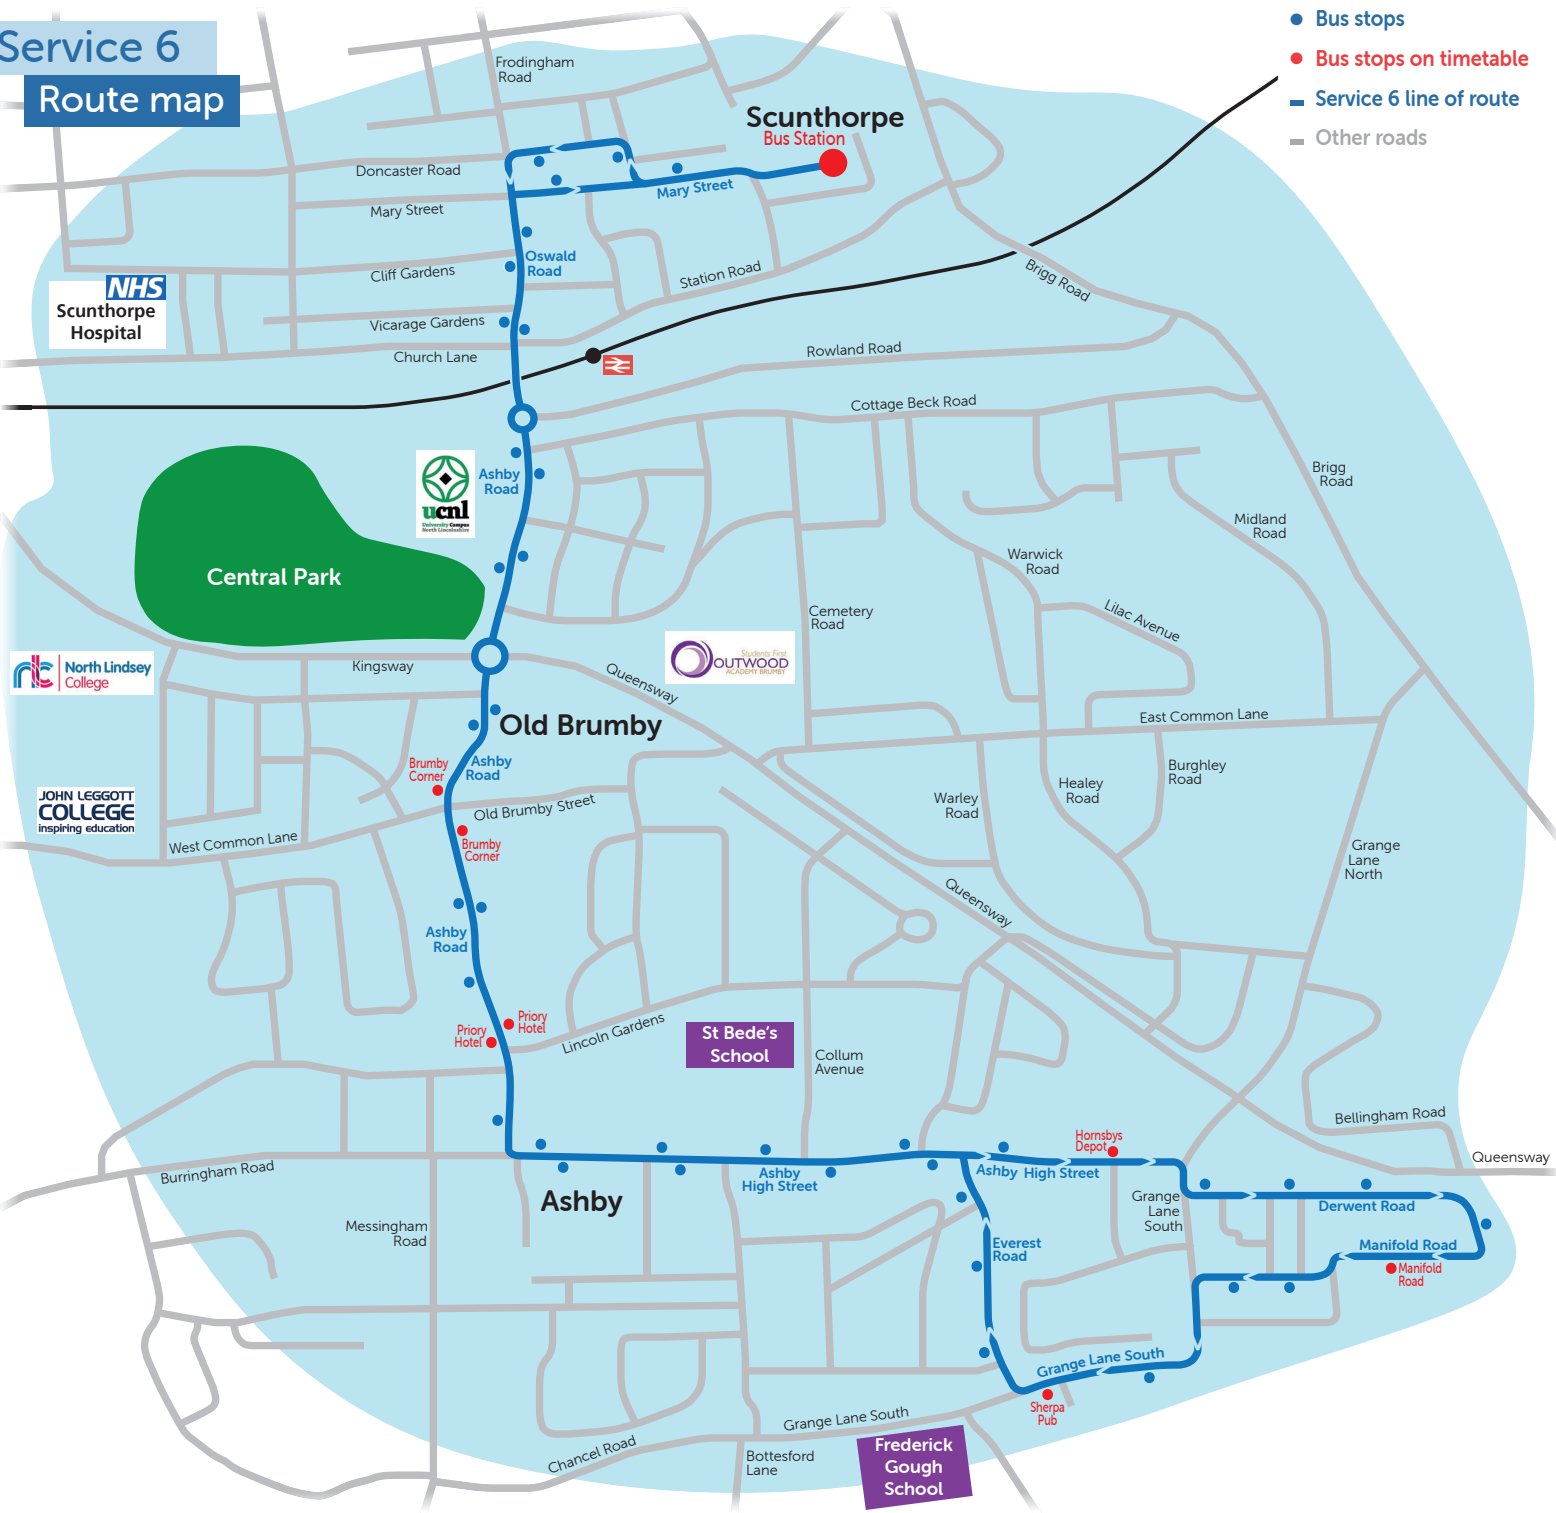 Service 6
Route map
Bus stops
Bus stops on timetable
Service 6 line of route
Other roads
Frodingham
Road
Scunthorpe
Bus Station
Doncaster Road
Mary Street
Mary Street
Oswald
Road
Cliff Gardens
Station Road
Brigg Road
NHS
Scunthorpe
Hospital
Vicarage Gardens
Church Lane
Rowland Road
Cottage Beck Road
Brigg
Road
Ashby
Road
ucnl
University Campus
North Lincolnshire
Midland
Road
Warwick
Road
Central Park
Cemetery
Road
Lilac Avenue
Students First
OUTWOOD
ACADEMY BRUMBY
North Lindsey
College
Kingsway
Queensway
East Common Lane
Old Brumby
Ashby
Road
Brumby
Corner
Burghley
Road
Healey
Road
Warley
Road
JOHN LEGGOTT
COLLEGE
inspiring education
Old Brumby Street
West Common Lane
Brumby
Corner
Grange
Lane
North
Queensway
Ashby
Road
Priory
Hotel
Priory
Hotel
Lincoln Gardens
St Bede's
School
Collum
Avenue
Bellingham Road
Hornsbys
Depot
Queensway
Burringham Road
Ashby
High Street
Ashby High Street
Ashby
Grange
Lane
South
Derwent Road
Messingham
Road
Everest
Road
Manifold Road
Manifold
Road
Grange Lane South
Sherpa
Pub
Grange Lane South
Chancel Road
Bottesford
Lane
Frederick
Gough
School